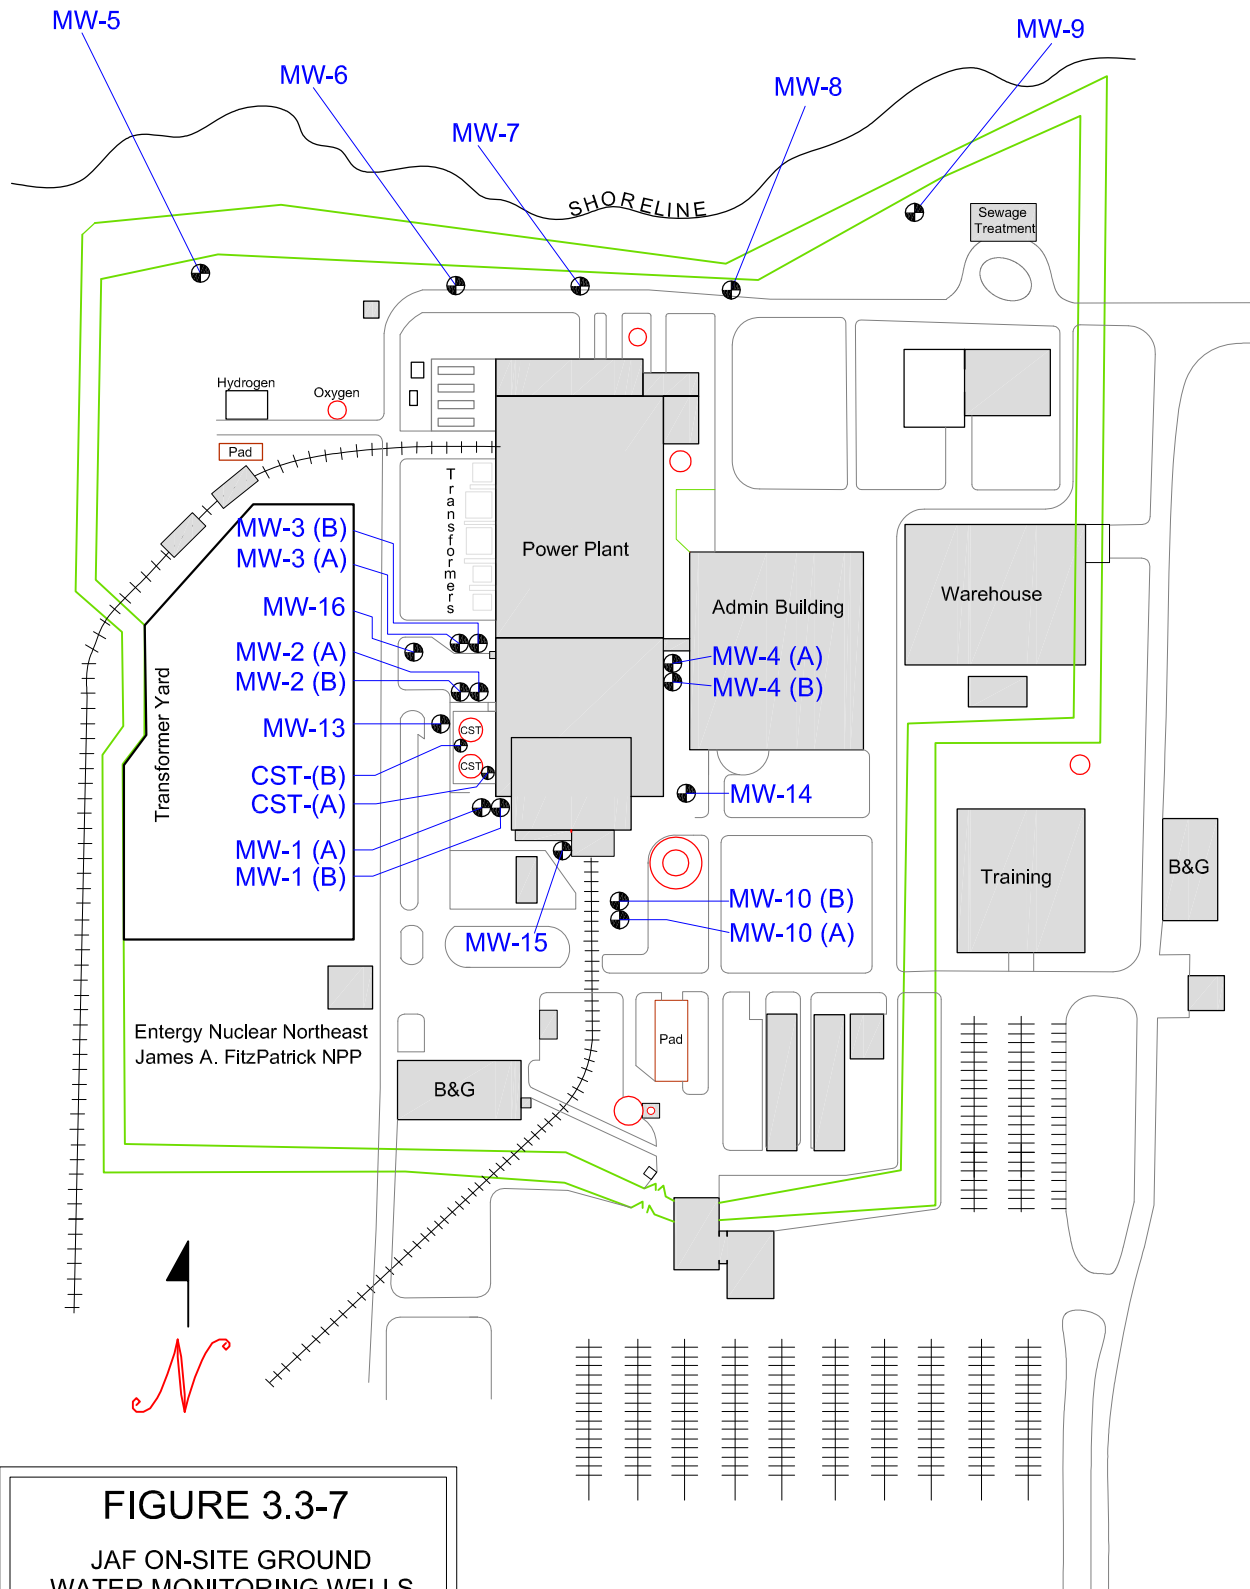 MW-5
MW-9
MW-6
MW-8
MW-7
SHORELINE
Sewage
Treatment
Hydrogen
Oxygen
Pad
Transformers
MW-3 (B)
MW-3 (A)
Power Plant
MW-16
Admin Building
Warehouse
MW-2 (A)
MW-4 (A)
MW-2 (B)
MW-4 (B)
Transformer Yard
MW-13
CST
CST-(B)
CST
CST-(A)
MW-14
MW-1 (A)
MW-1 (B)
Training
B&G
MW-10 (B)
MW-15
MW-10 (A)
Entergy Nuclear Northeast
James A. FitzPatrick NPP
Pad
B&G
N
FIGURE 3.3-7
JAF ON-SITE GROUND
WATER MONITORING WELLS